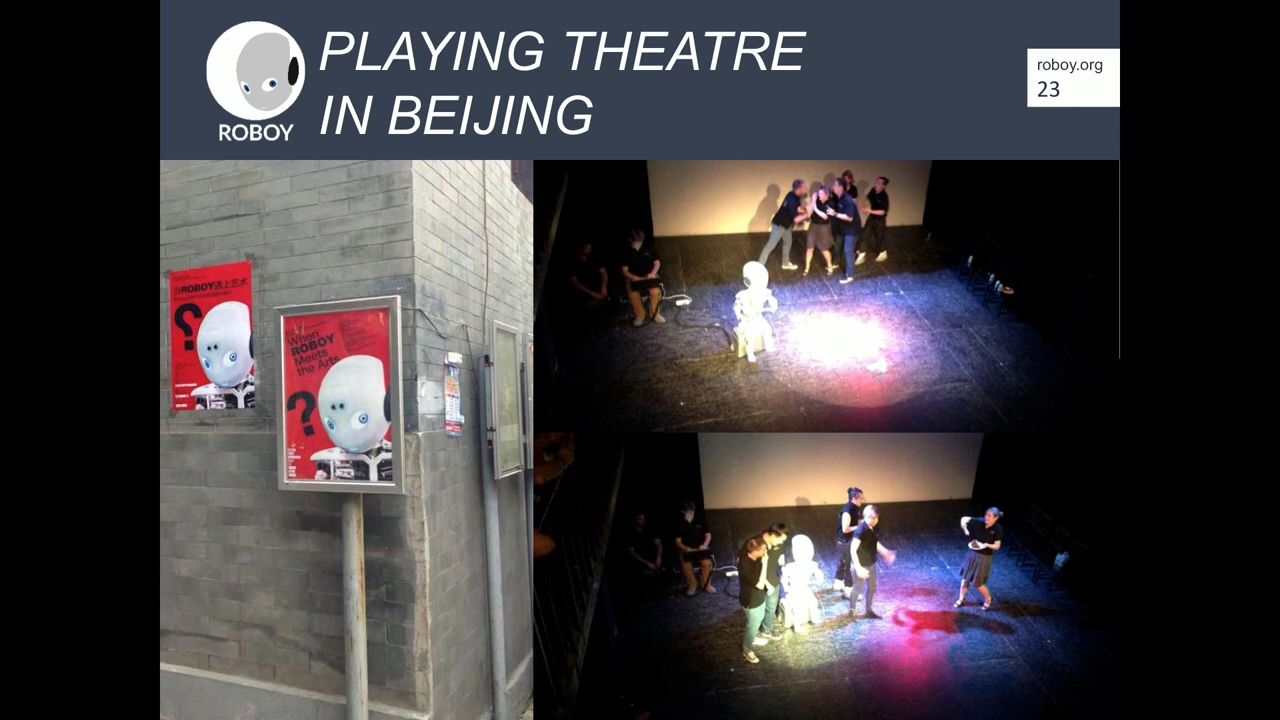 PLAYING THEATRE
IN BEIJING
ROBOY
roboy.org
23
当ROBOY遇上艺术
When
ROBOY
Meets
the Arts
?
?